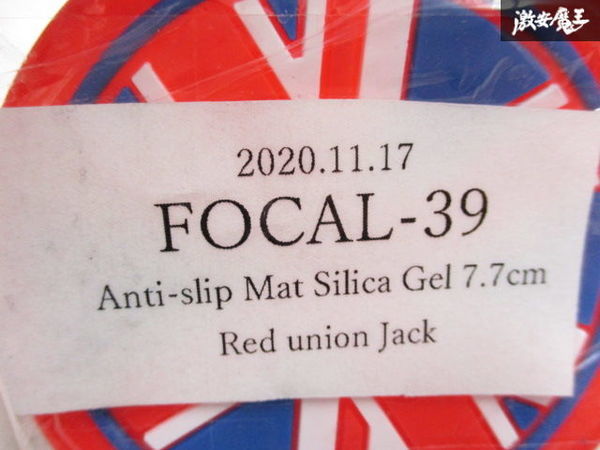 激安魔王
2020.11.17
FOCAL-39
Anti-slip Mat Silica Gel 7.7cm
Red union Jack